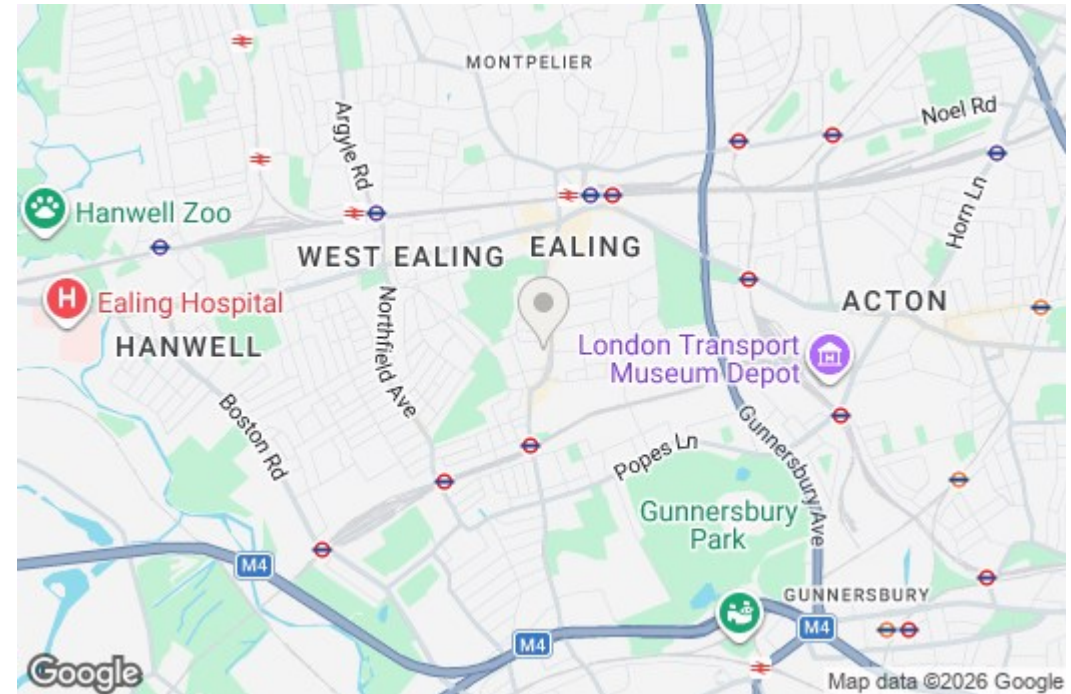 MONTPELIER
Noel Rd
Argyle Rd
Hanwell Zoo
Horn Ln
WEST EALING
EALING
H
Ealing Hospital
ACTON
HANWELL
Northfield Ave
London Transport
Museum Depot
Boston Rd
Gunnersbury Ave
Popes Ln
Gunnersbury
Park
M4
GUNNERSBURY
M4
M4
Google
Map data ©2026 Google